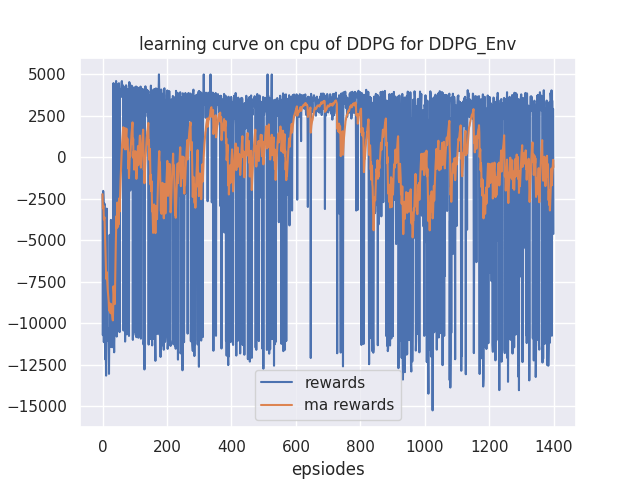 learning curve on cpu of DDPG for DDPG_Env
5000
2500
0
−2500
−5000
−7500
−10000
−12500
−15000
rewards
ma rewards
0 200 400 600 800 1000 1200 1400
epsiodes